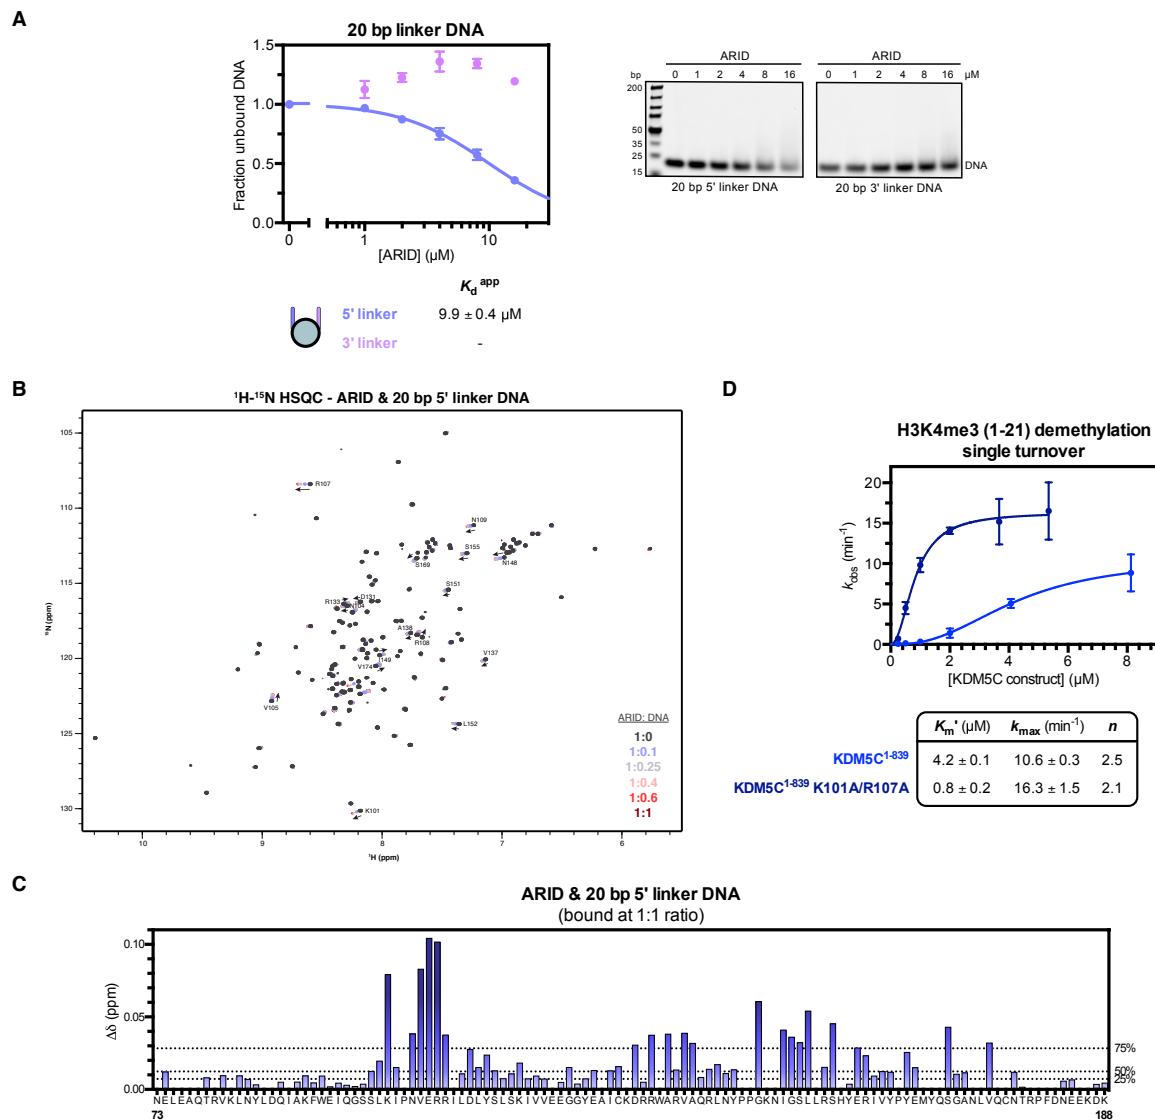 A
20 bp linker DNA
Fraction unbound DNA
1.5
1.0
0.5
0.0
0 1 10
[ARID] (µM)
Kd app
5' linker 9.9 ± 0.4 µM
3' linker -
ARID ARID
bp 0 1 2 4 8 16 0 1 2 4 8 16 µM
200
50
35
25
15
DNA
20 bp 5' linker DNA 20 bp 3' linker DNA
B
1H-15N HSQC - ARID & 20 bp 5' linker DNA
15N (ppm)
105
110
115
120
125
130
R107
N109
S155
N148
S169
S151
D131
R133
N104
A138
R108
I149
V174
V137
V105
L152
K101
ARID: DNA
1:0
1:0.1
1:0.25
1:0.4
1:0.6
1:1
10 9 8 7 6
1H (ppm)
D
H3K4me3 (1-21) demethylation
single turnover
kobs (min-1)
20
15
10
5
0
0 2 4 6 8
[KDM5C construct] (µM)
Km' (µM) kmax (min-1) n
KDM5C1-839 4.2 ± 0.1 10.6 ± 0.3 2.5
KDM5C1-839 K101A/R107A 0.8 ± 0.2 16.3 ± 1.5 2.1
C
ARID & 20 bp 5' linker DNA
(bound at 1:1 ratio)
Δδ (ppm)
0.10
0.05
0.00
75%
50%
25%
NELEAQTRVKLNYLDQIAKFWEIQGSSLKIPNVERRILDLYSLSKIVVEEGGYEAICKDRRWARVAQRLNYPPGKNIGSLLRSHYERIVYPYEMYQSGANLVQCNTRPFDNEEKDK
73 188